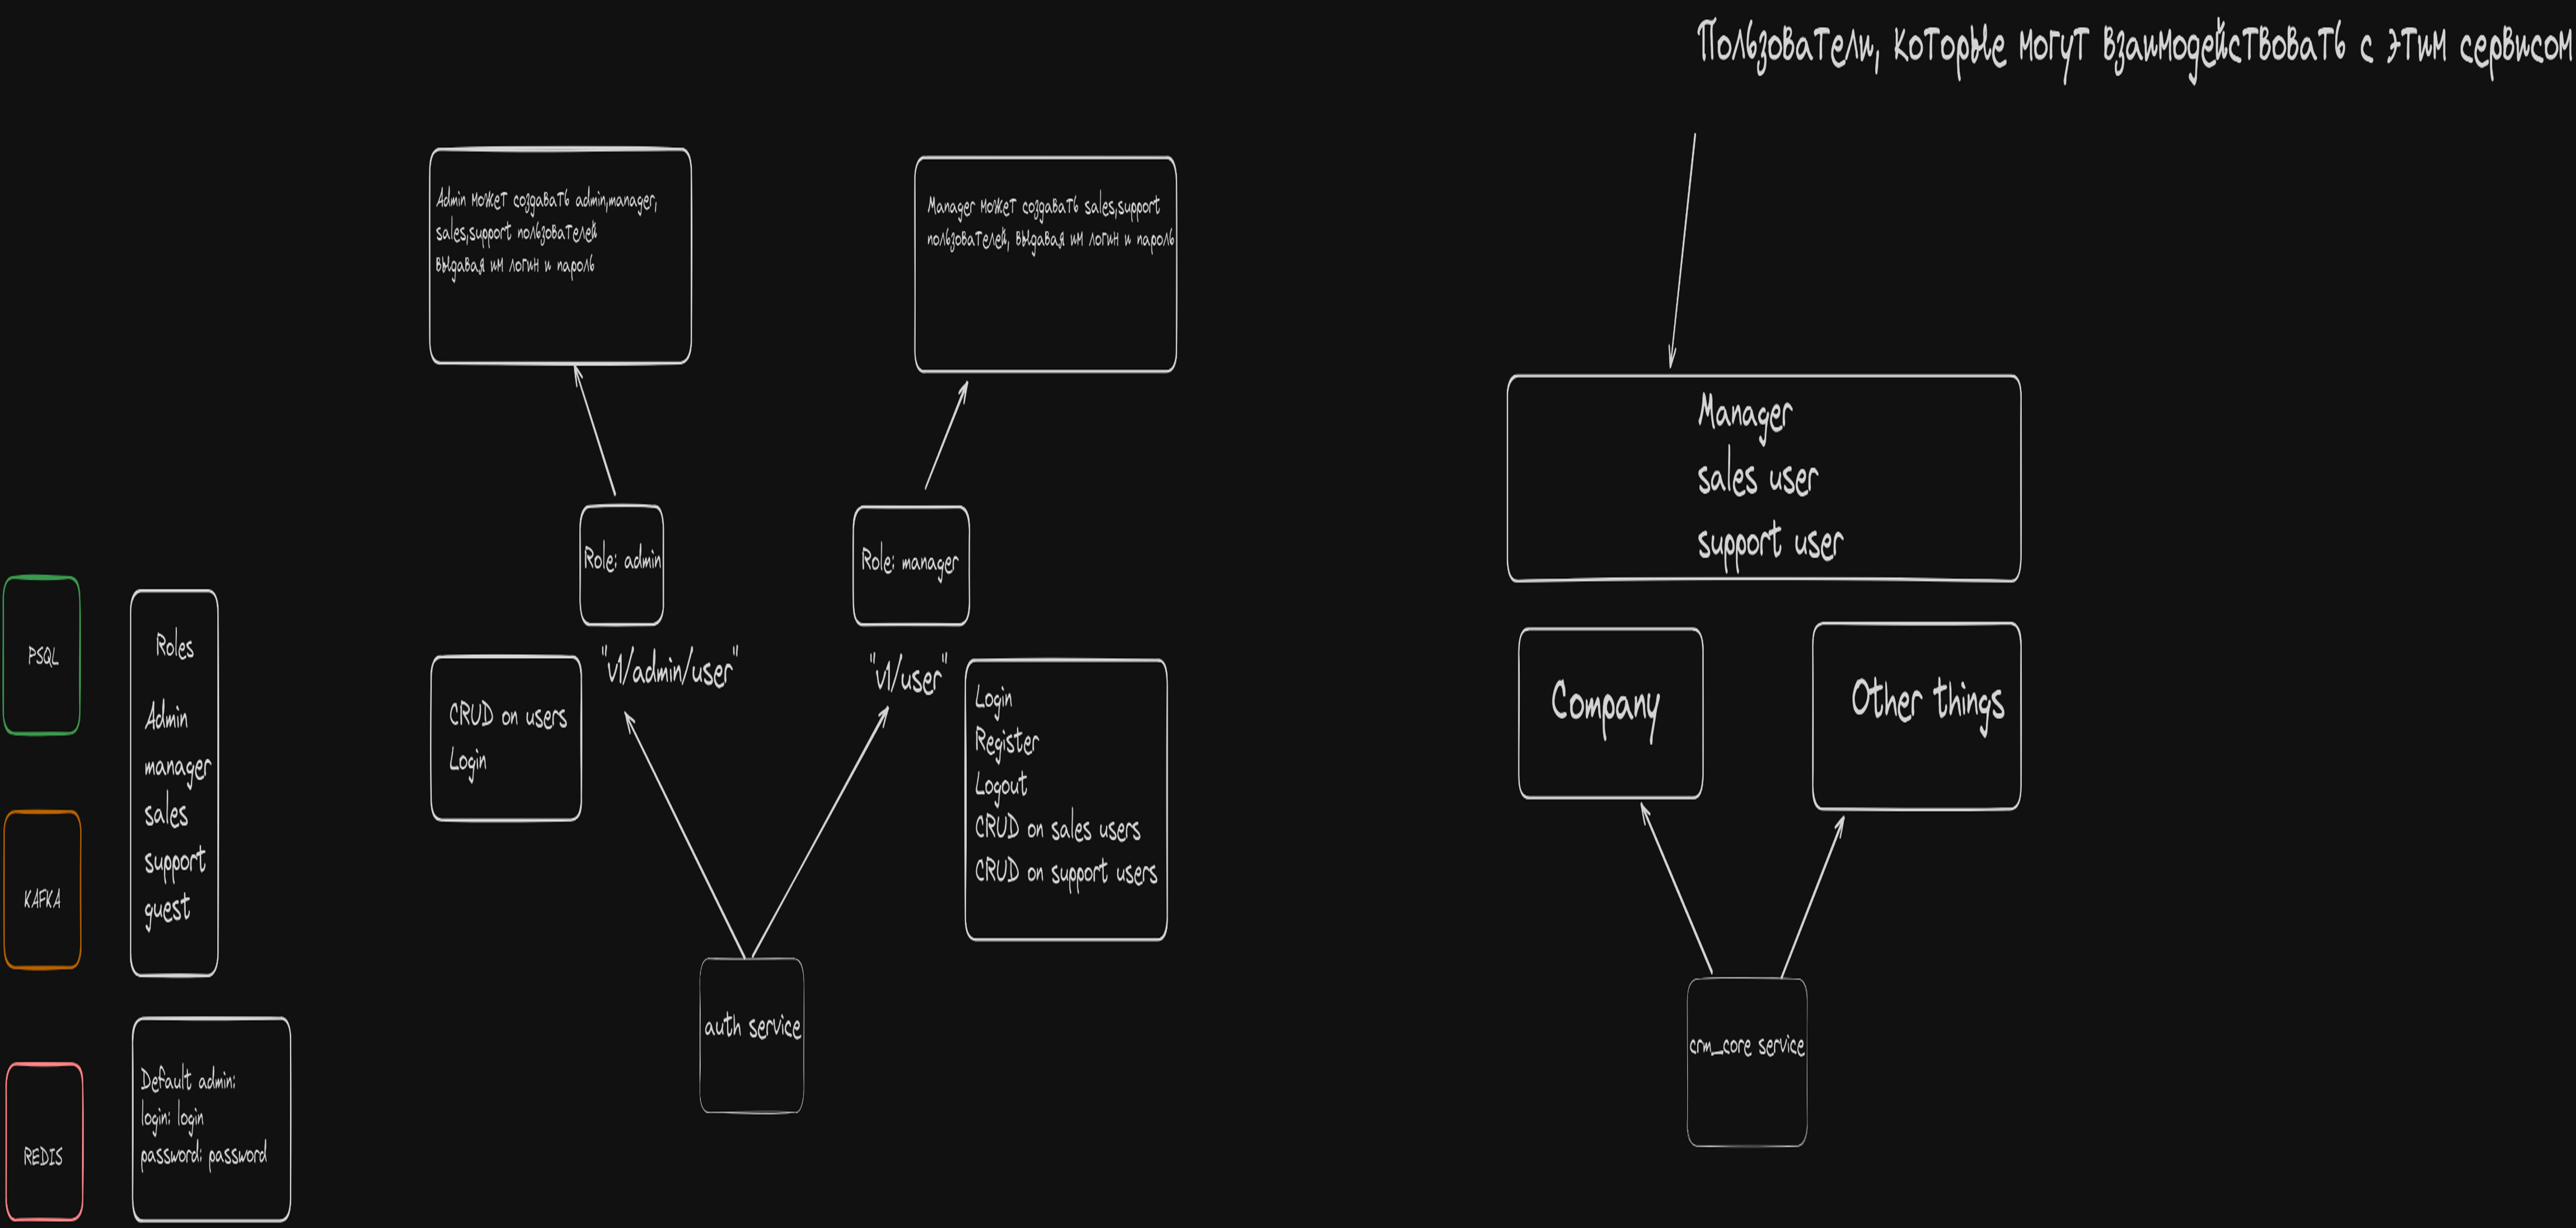 Пользователи, которые могут взаимодействовать с этим сервисом
Admin может создавать admin,manager,
sales,support пользователей
выдавая им логин и пароль
Manager может создавать sales,support
пользователей, выдавая им логин и пароль
Manager
sales user
support user
Role: admin
Role: manager
"v1/admin/user"
"v1/user"
CRUD on users
Login
Login
Register
Logout
CRUD on sales users
CRUD on support users
Company
Other things
PSQL
KAFKA
REDIS
Roles
Admin
manager
sales
support
guest
Default admin:
login: login
password: password
auth service
crm_core service